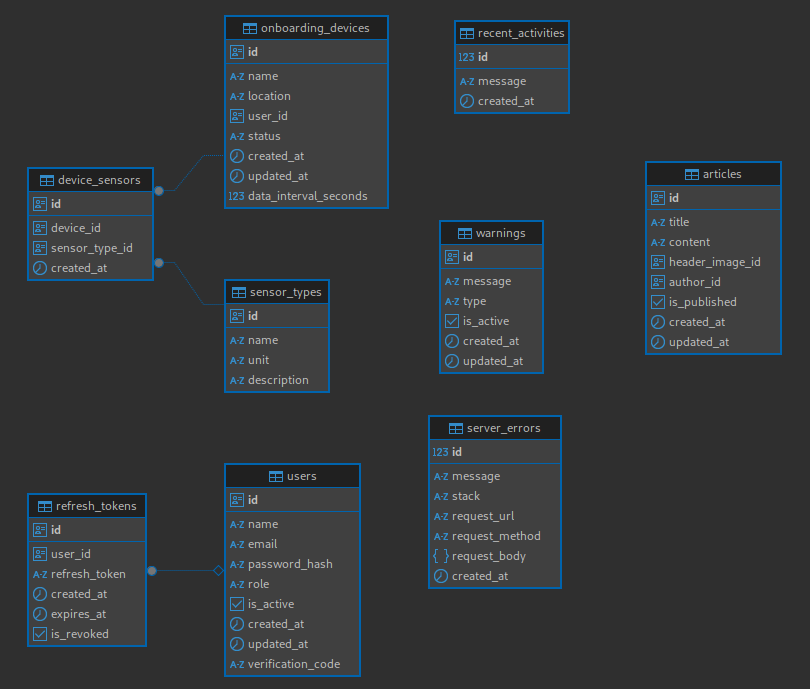 onboarding_devices
id
A-Z name
A-Z location
user_id
A-Z status
created_at
updated_at
123 data_interval_seconds
recent_activities
123 id
A-Z message
created_at
device_sensors
id
device_id
sensor_type_id
created_at
articles
id
A-Z title
A-Z content
header_image_id
author_id
is_published
created_at
updated_at
warnings
id
A-Z message
A-Z type
is_active
created_at
updated_at
sensor_types
id
A-Z name
A-Z unit
A-Z description
server_errors
123 id
A-Z message
A-Z stack
A-Z request_url
A-Z request_method
{ } request_body
created_at
refresh_tokens
id
user_id
A-Z refresh_token
created_at
expires_at
is_revoked
users
id
A-Z name
A-Z email
A-Z password_hash
A-Z role
is_active
created_at
updated_at
A-Z verification_code